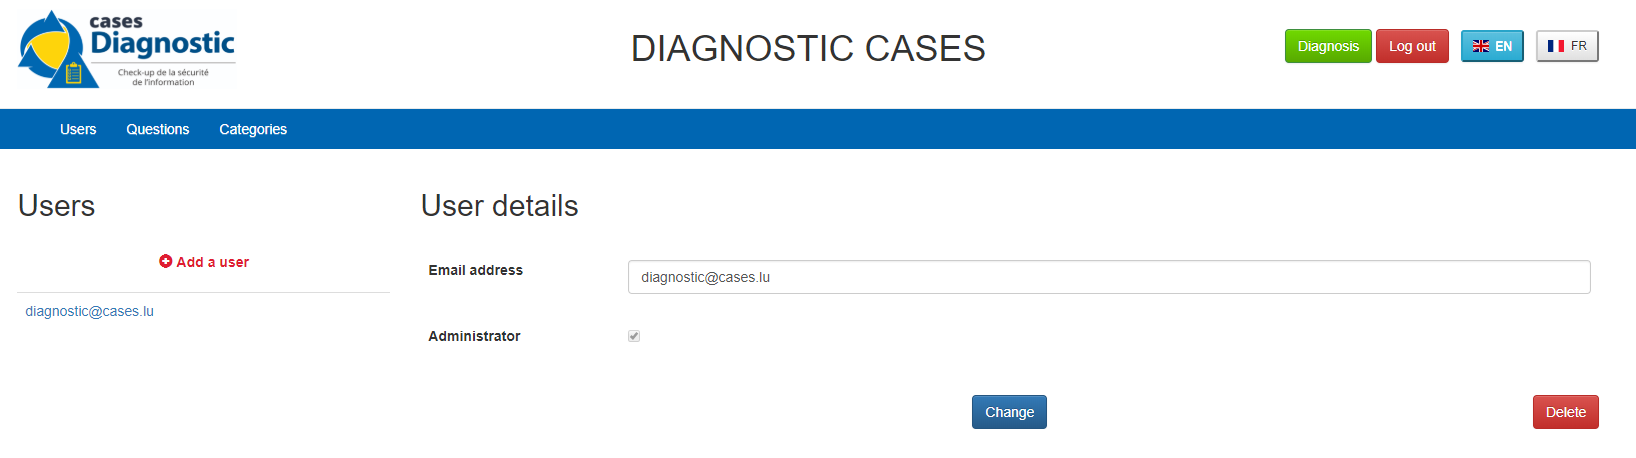 cases
Diagnostic
Check-up de la sécurité
de l'information
DIAGNOSTIC CASES
Diagnosis
Log out
EN
FR
Users
Questions
Categories
Users
Add a user
diagnostic@cases.lu
User details
Email address
diagnostic@cases.lu
Administrator
Change
Delete